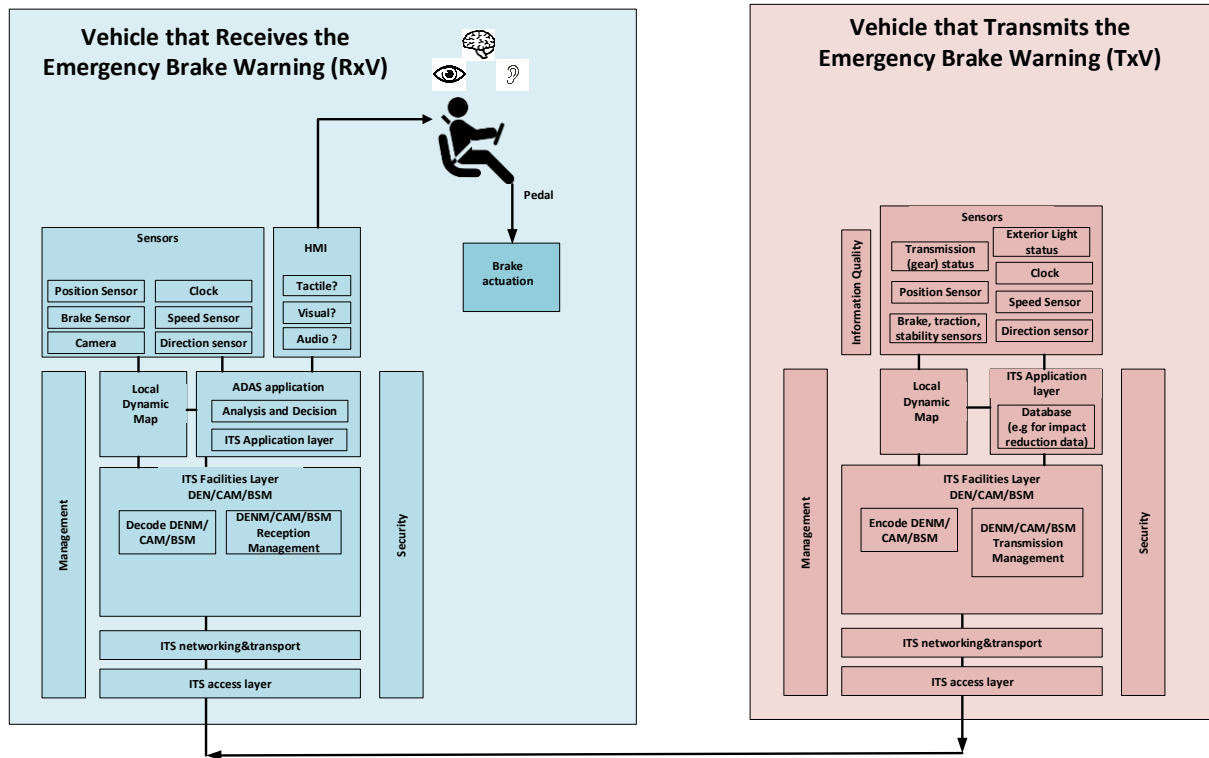 Vehicle that Receives the
Emergency Brake Warning (RxV)
Pedal
Brake
actuation
Sensors
Position Sensor
Clock
Brake Sensor
Speed Sensor
Camera
Direction sensor
HMI
Tactile?
Visual?
Audio ?
Management
Local
Dynamic
Map
ADAS application
Analysis and Decision
ITS Application layer
Security
ITS Facilities Layer
DEN/CAM/BSM
Decode DENM/
CAM/BSM
DENM/CAM/BSM
Reception
Management
ITS networking&transport
ITS access layer
Vehicle that Transmits the
Emergency Brake Warning (TxV)
Information Quality
Sensors
Transmission
(gear) status
Exterior Light
status
Clock
Position Sensor
Speed Sensor
Brake, traction,
stability sensors
Direction sensor
Management
Local
Dynamic
Map
ITS Application
layer
Database
(e.g for impact
reduction data)
Security
ITS Facilities Layer
DEN/CAM/BSM
Encode DENM/
CAM/BSM
DENM/CAM/BSM
Transmission
Management
ITS networking&transport
ITS access layer